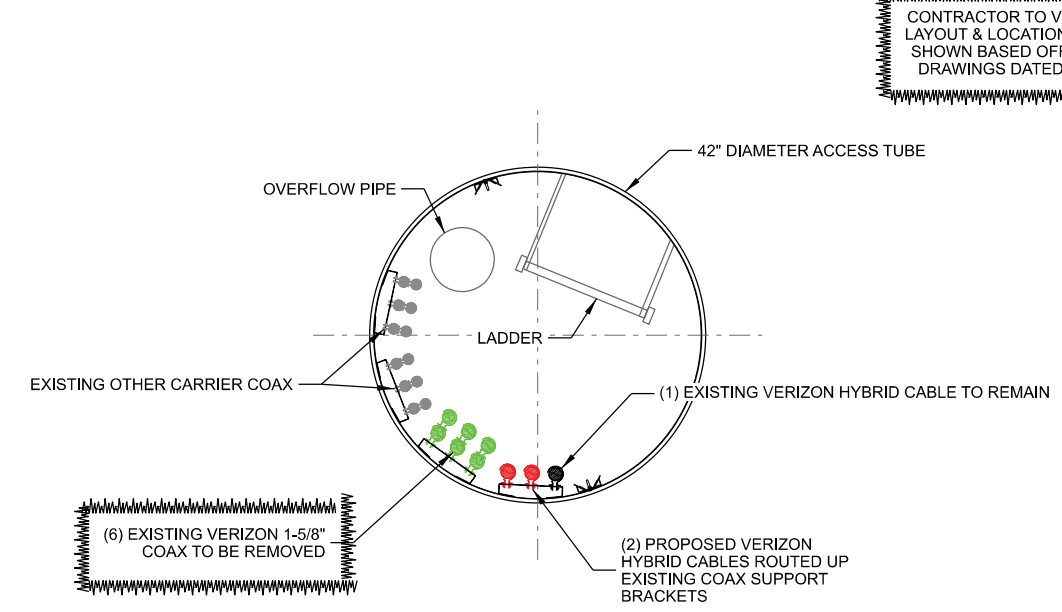 CONTRACTOR TO V
LAYOUT & LOCATION
SHOWN BASED OFF
DRAWINGS DATED
42" DIAMETER ACCESS TUBE
OVERFLOW PIPE
LADDER
EXISTING OTHER CARRIER COAX
(1) EXISTING VERIZON HYBRID CABLE TO REMAIN
(6) EXISTING VERIZON 1-5/8"
COAX TO BE REMOVED
(2) PROPOSED VERIZON
HYBRID CABLES ROUTED UP
EXISTING COAX SUPPORT
BRACKETS